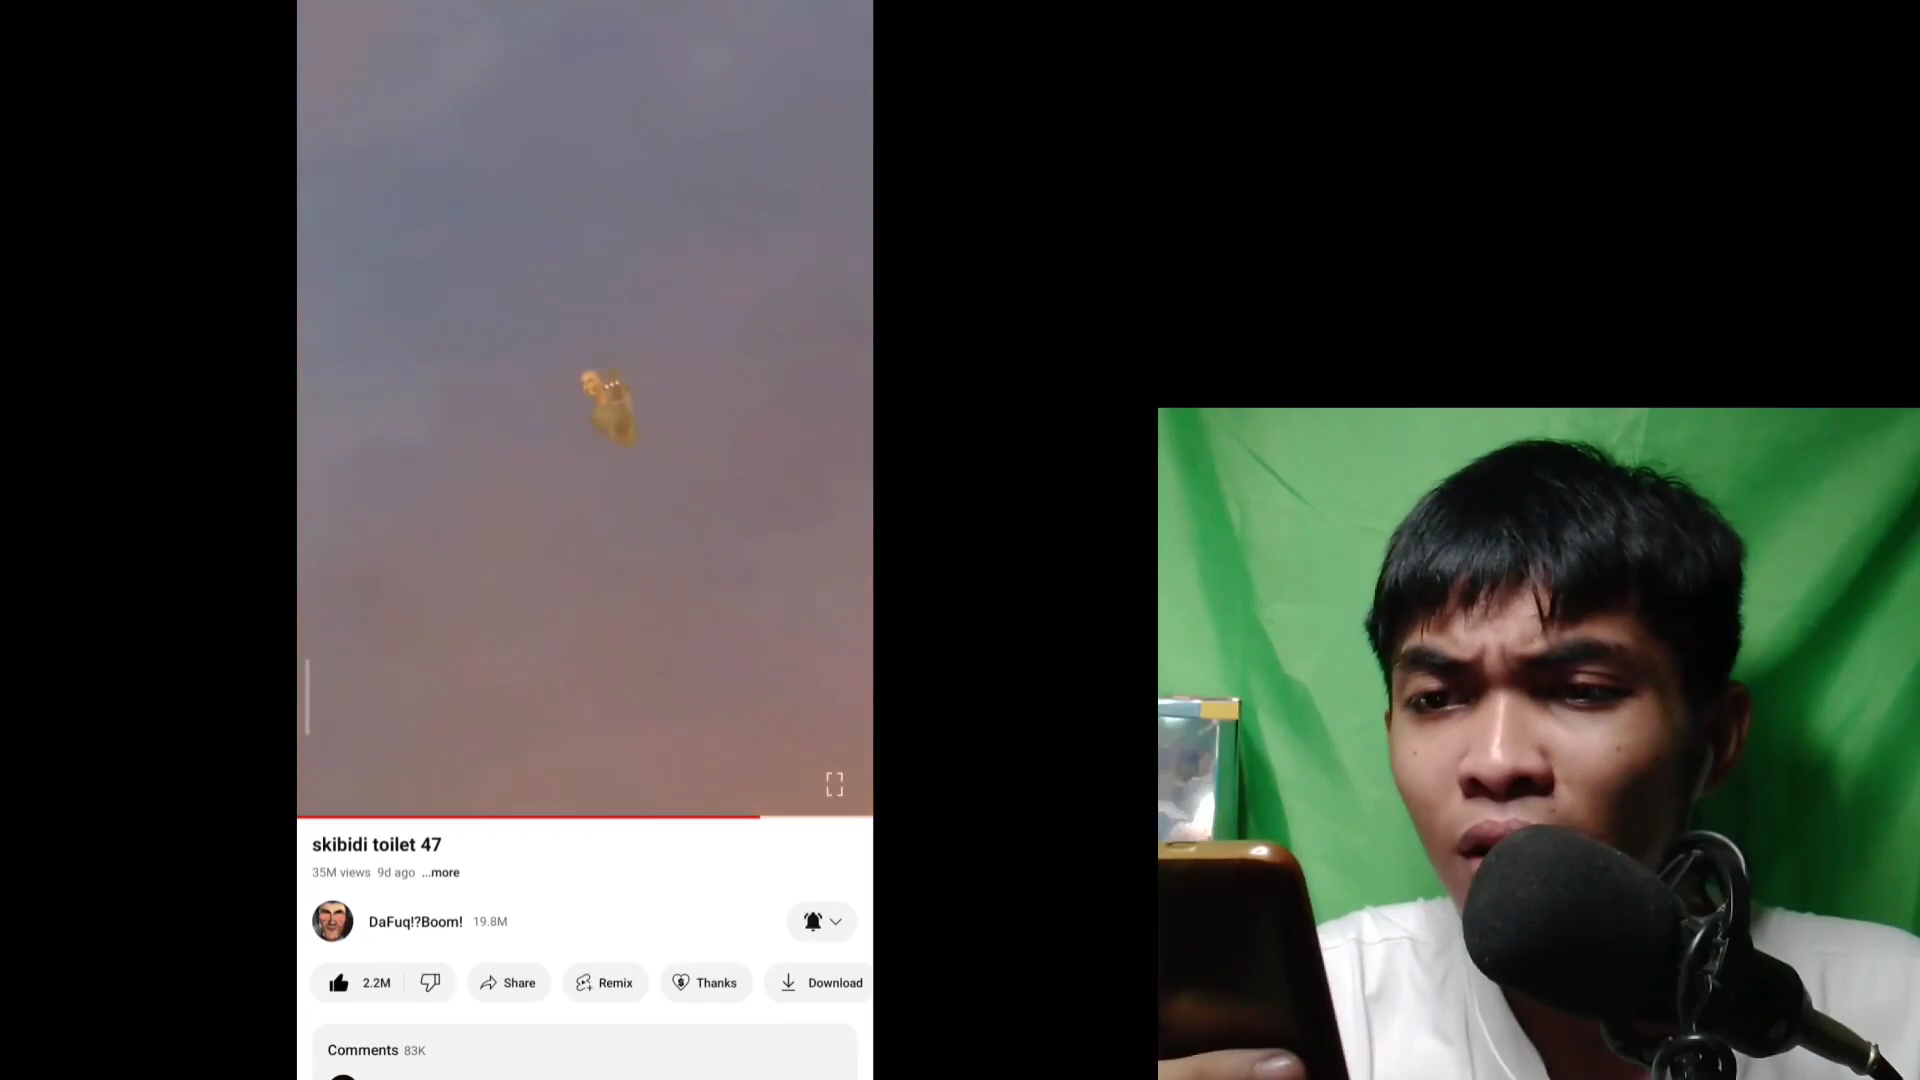 skibidi toilet 47
35M views 9d ago ...more
DaFuq!?Boom! 19.8M
2.2M Share Remix Thanks Download
Comments 83K